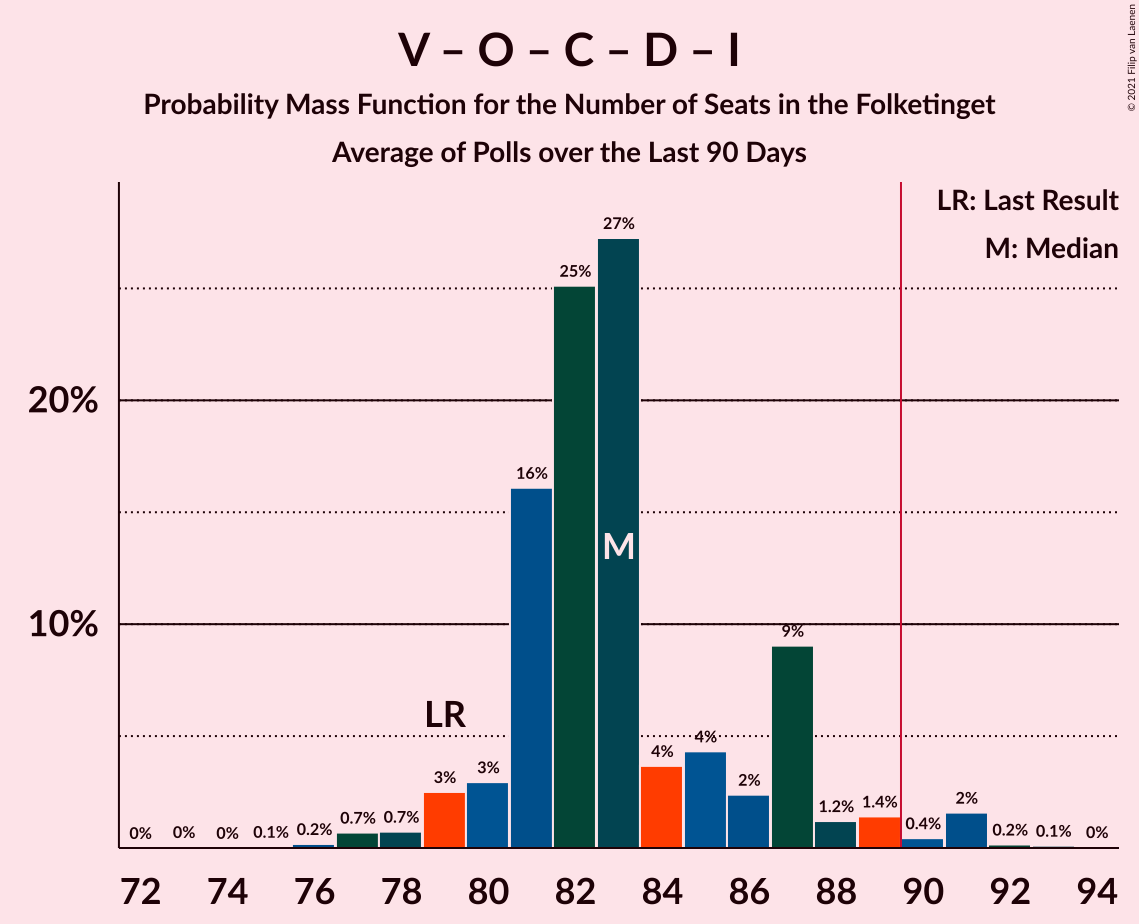 V – O – C – D – I
Probability Mass Function for the Number of Seats in the Folketinget
Average of Polls over the Last 90 Days
© 2021 Filip van Laenen
LR: Last Result
M: Median
20%
10%
0% 0% 0% 0.1% 0.2% 0.7% 0.7% 3% 3% 16% 25% 27% 4% 4% 2% 9% 1.2% 1.4% 0.4% 2% 0.2% 0.1% 0%
LR
M
72 74 76 78 80 82 84 86 88 90 92 94